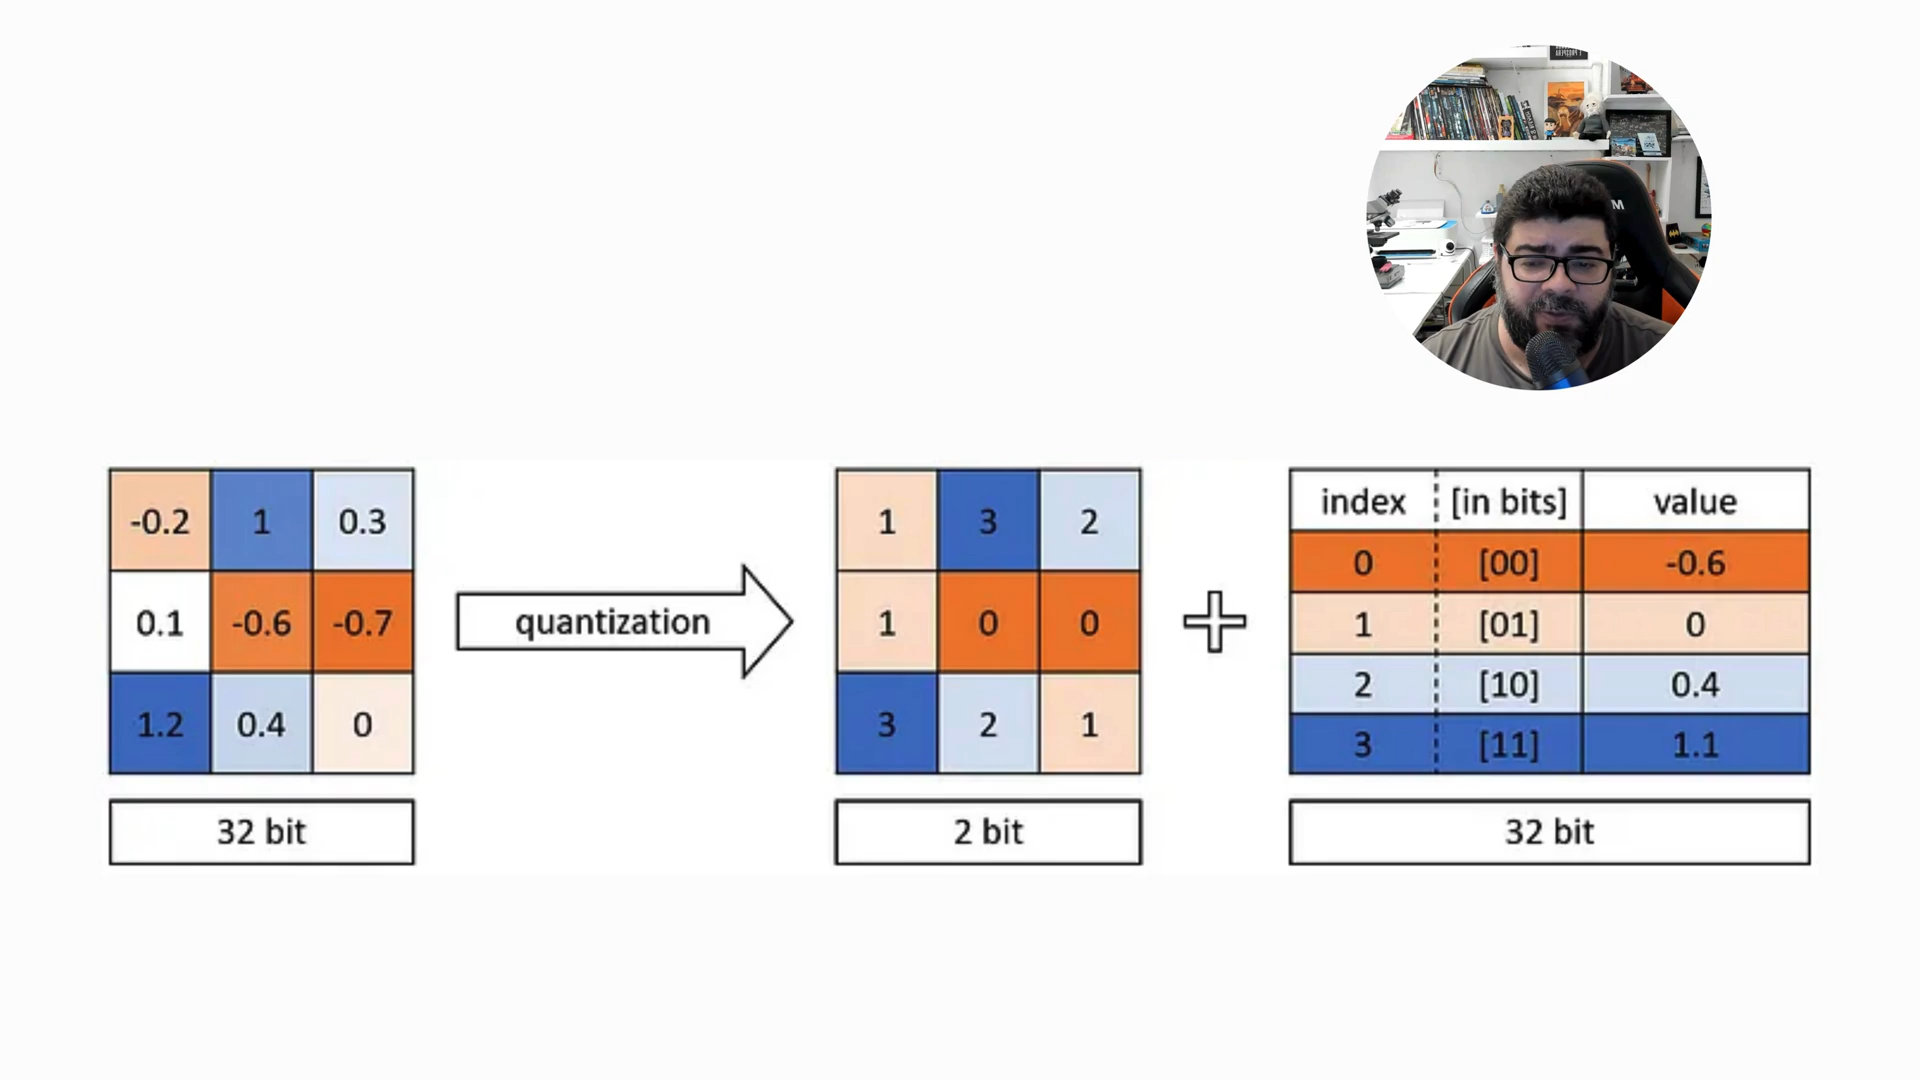 -0.2 1 0.3
0.1 -0.6 -0.7
1.2 0.4 0
32 bit
quantization
1 3 2
1 0 0
3 2 1
2 bit
index [in bits] value
0 [00] -0.6
1 [01] 0
2 [10] 0.4
3 [11] 1.1
32 bit
M